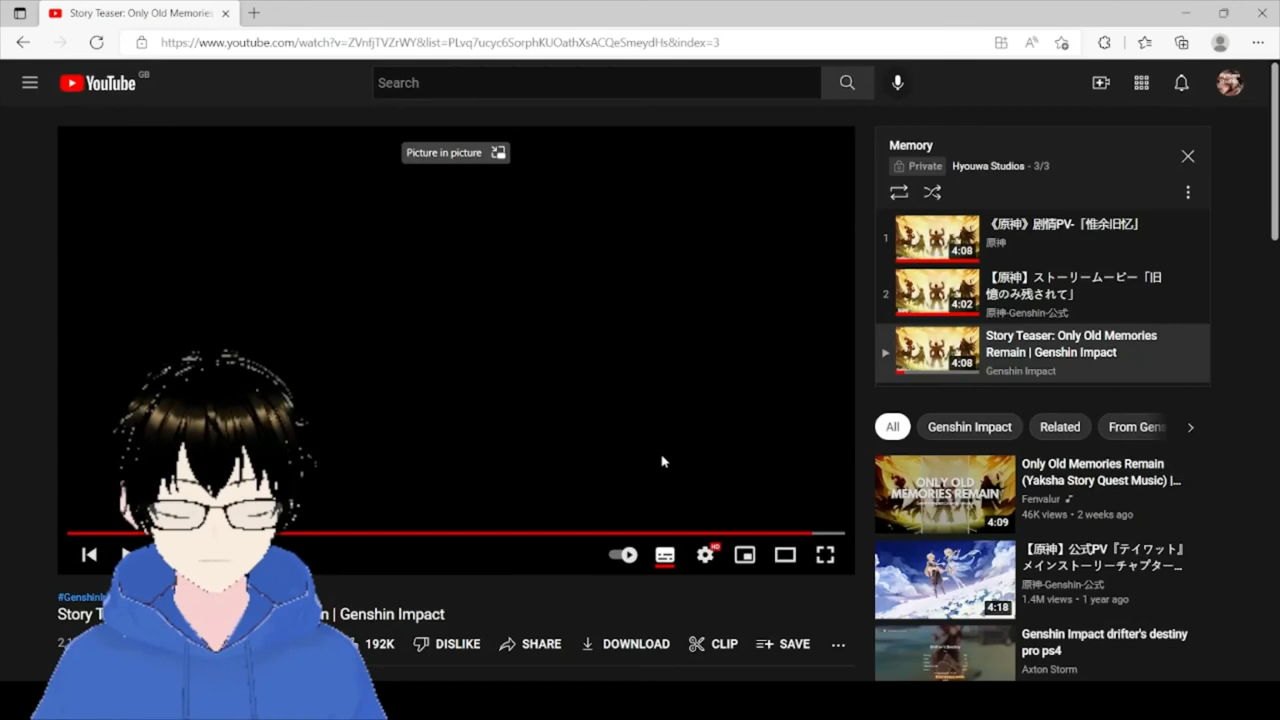 Story Teaser: Only Old Memories
https://www.youtube.com/watch?v=ZVnfjTVZrWY&list=PLvq7ucyc6SorphKUOathXsACQeSmeydHs&index=3
YouTube GB
Search
Picture in picture
Memory
Private Hyouwa Studios - 3/3
1
《原神》剧情PV-「惟余旧忆」
原神
4:08
2
【原神】ストーリームービー「旧
憶のみ残されて」
原神-Genshin-公式
4:02
Story Teaser: Only Old Memories
Remain | Genshin Impact
Genshin Impact
4:08
All Genshin Impact Related From Gens
Only Old Memories Remain
(Yaksha Story Quest Music) |...
Fenvalur
46K views • 2 weeks ago
ONLY OLD
MEMORIES REMAIN
4:09
【原神】公式PV『テイワット』
メインストーリーチャプター...
原神-Genshin-公式
1.4M views • 1 year ago
4:18
Genshin Impact drifter's destiny
pro ps4
Axton Storm
HD
#GenshinI
Story T
n | Genshin Impact
192K DISLIKE SHARE DOWNLOAD CLIP SAVE